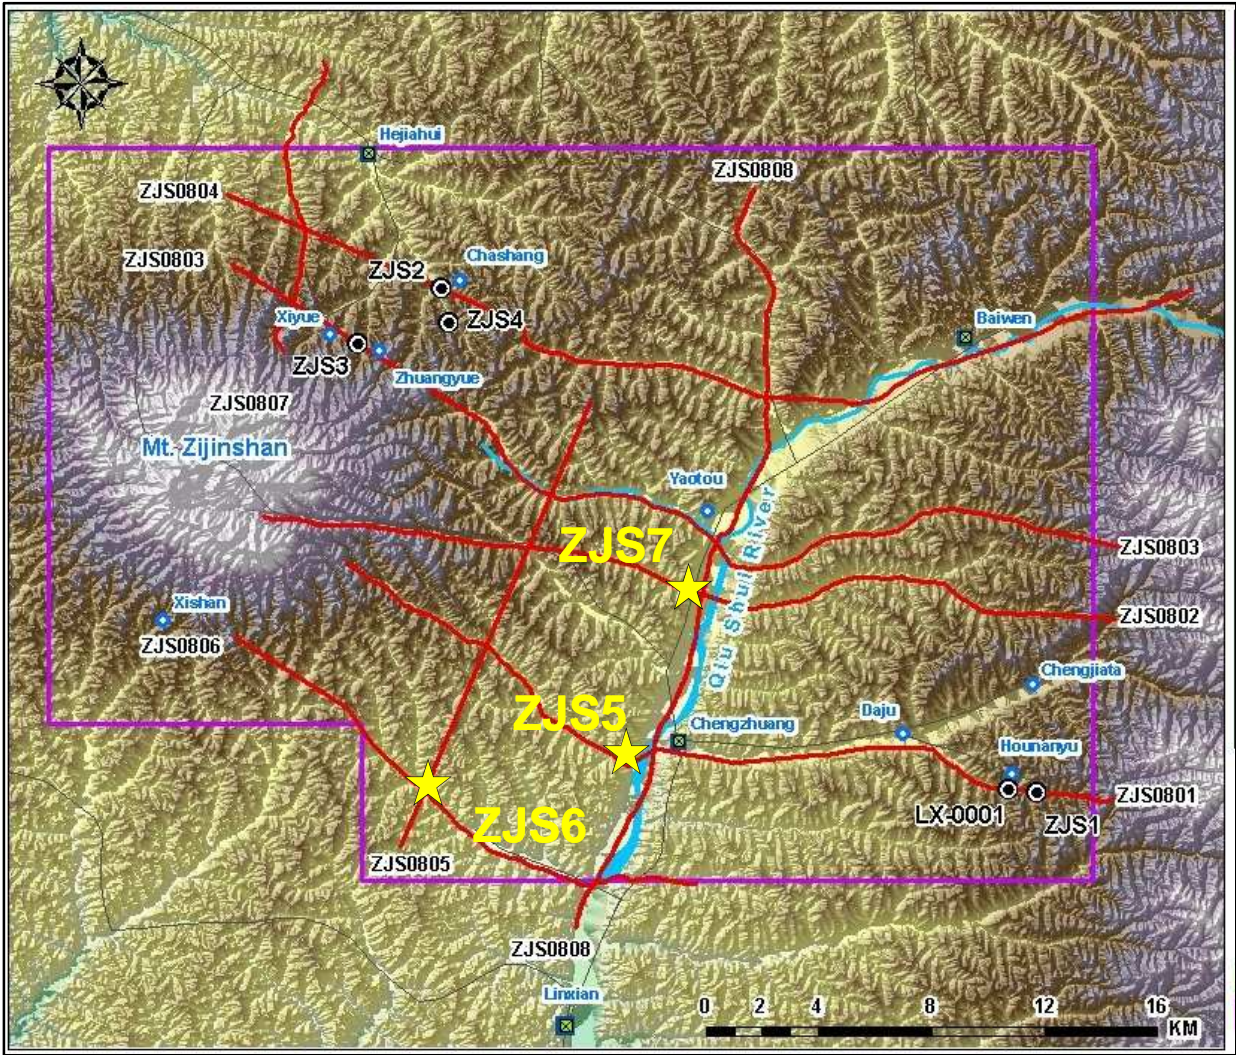 Hejiahui
ZJS0808
ZJS0804
ZJS0803
Chashang
ZJS2
Xiyue
ZJS4
Baiwen
ZJS3
Zhuangyue
ZJS0807
Mt. Zijinshan
Yaotou
ZJS7
Qiu Shui River
ZJS0803
Xishan
ZJS0802
ZJS0806
Chengjiata
ZJS5
Chengzhuang
Daju
Hounanyu
ZJS0801
LX-0001
ZJS1
ZJS6
ZJS0805
ZJS0808
Linxian
0 2 4 8 12 16
KM